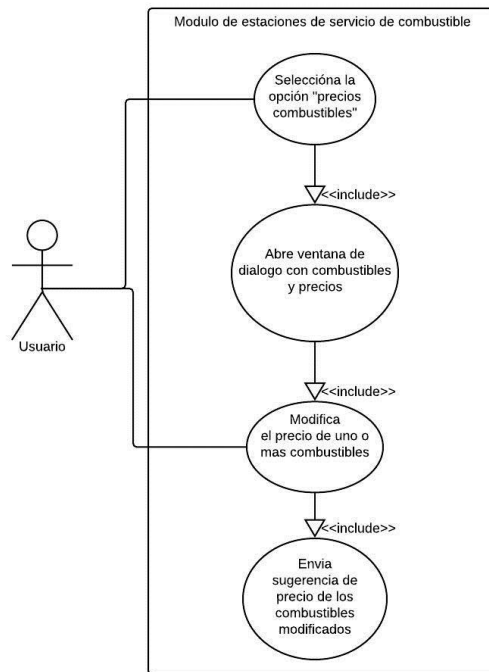 Modulo de estaciones de servicio de combustible
Seleccióna la
opción "precios
combustibles"
<<include>>
Abre ventana de
dialogo con combustibles
y precios
Usuario
<<include>>
Modifica
el precio de uno o
mas combustibles
<<include>>
Envia
sugerencia de
precio de los
combustibles
modificados